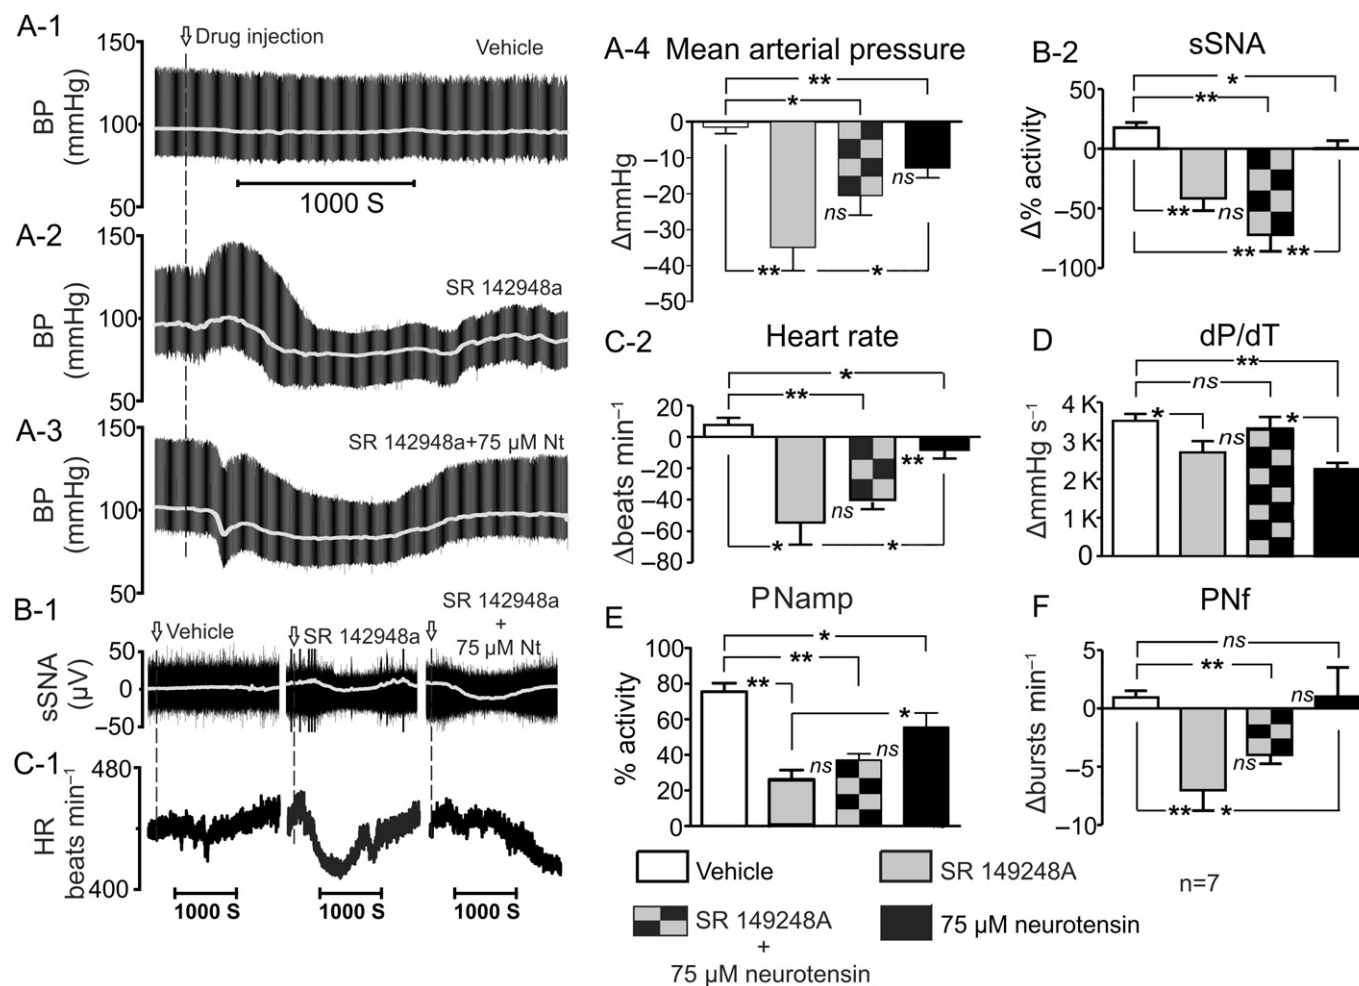 A-1
150
Drug injection
Vehicle
BP
(mmHg)
100
50
1000 S
A-2
150
SR 142948a
BP
(mmHg)
100
50
A-3
150
SR 142948a+75 µM Nt
BP
(mmHg)
100
50
B-1
Vehicle
SR 142948a
SR 142948a
+
75 µM Nt
sSNA
(µV)
50
0
−50
C-1
HR
beats min⁻¹
480
400
1000 S
1000 S
1000 S
A-4 Mean arterial pressure
**
*
ΔmmHg
0
−10
−20
−30
−40
−50
ns
ns
**
*
B-2 sSNA
*
**
Δ% activity
50
0
−50
−100
**
ns
**
**
C-2 Heart rate
*
**
Δbeats min⁻¹
20
0
−20
−40
−60
−80
**
ns
*
*
D dP/dT
**
ns
ΔmmHg s⁻¹
4 K
3 K
2 K
1 K
0
*
ns
*
E PNamp
*
**
**
*
% activity
100
80
60
40
20
0
ns
ns
F PNf
ns
**
Δbursts min⁻¹
5
0
−5
−10
ns
ns
**
*
Vehicle
SR 149248A
n=7
SR 149248A
+
75 µM neurotensin
75 µM neurotensin